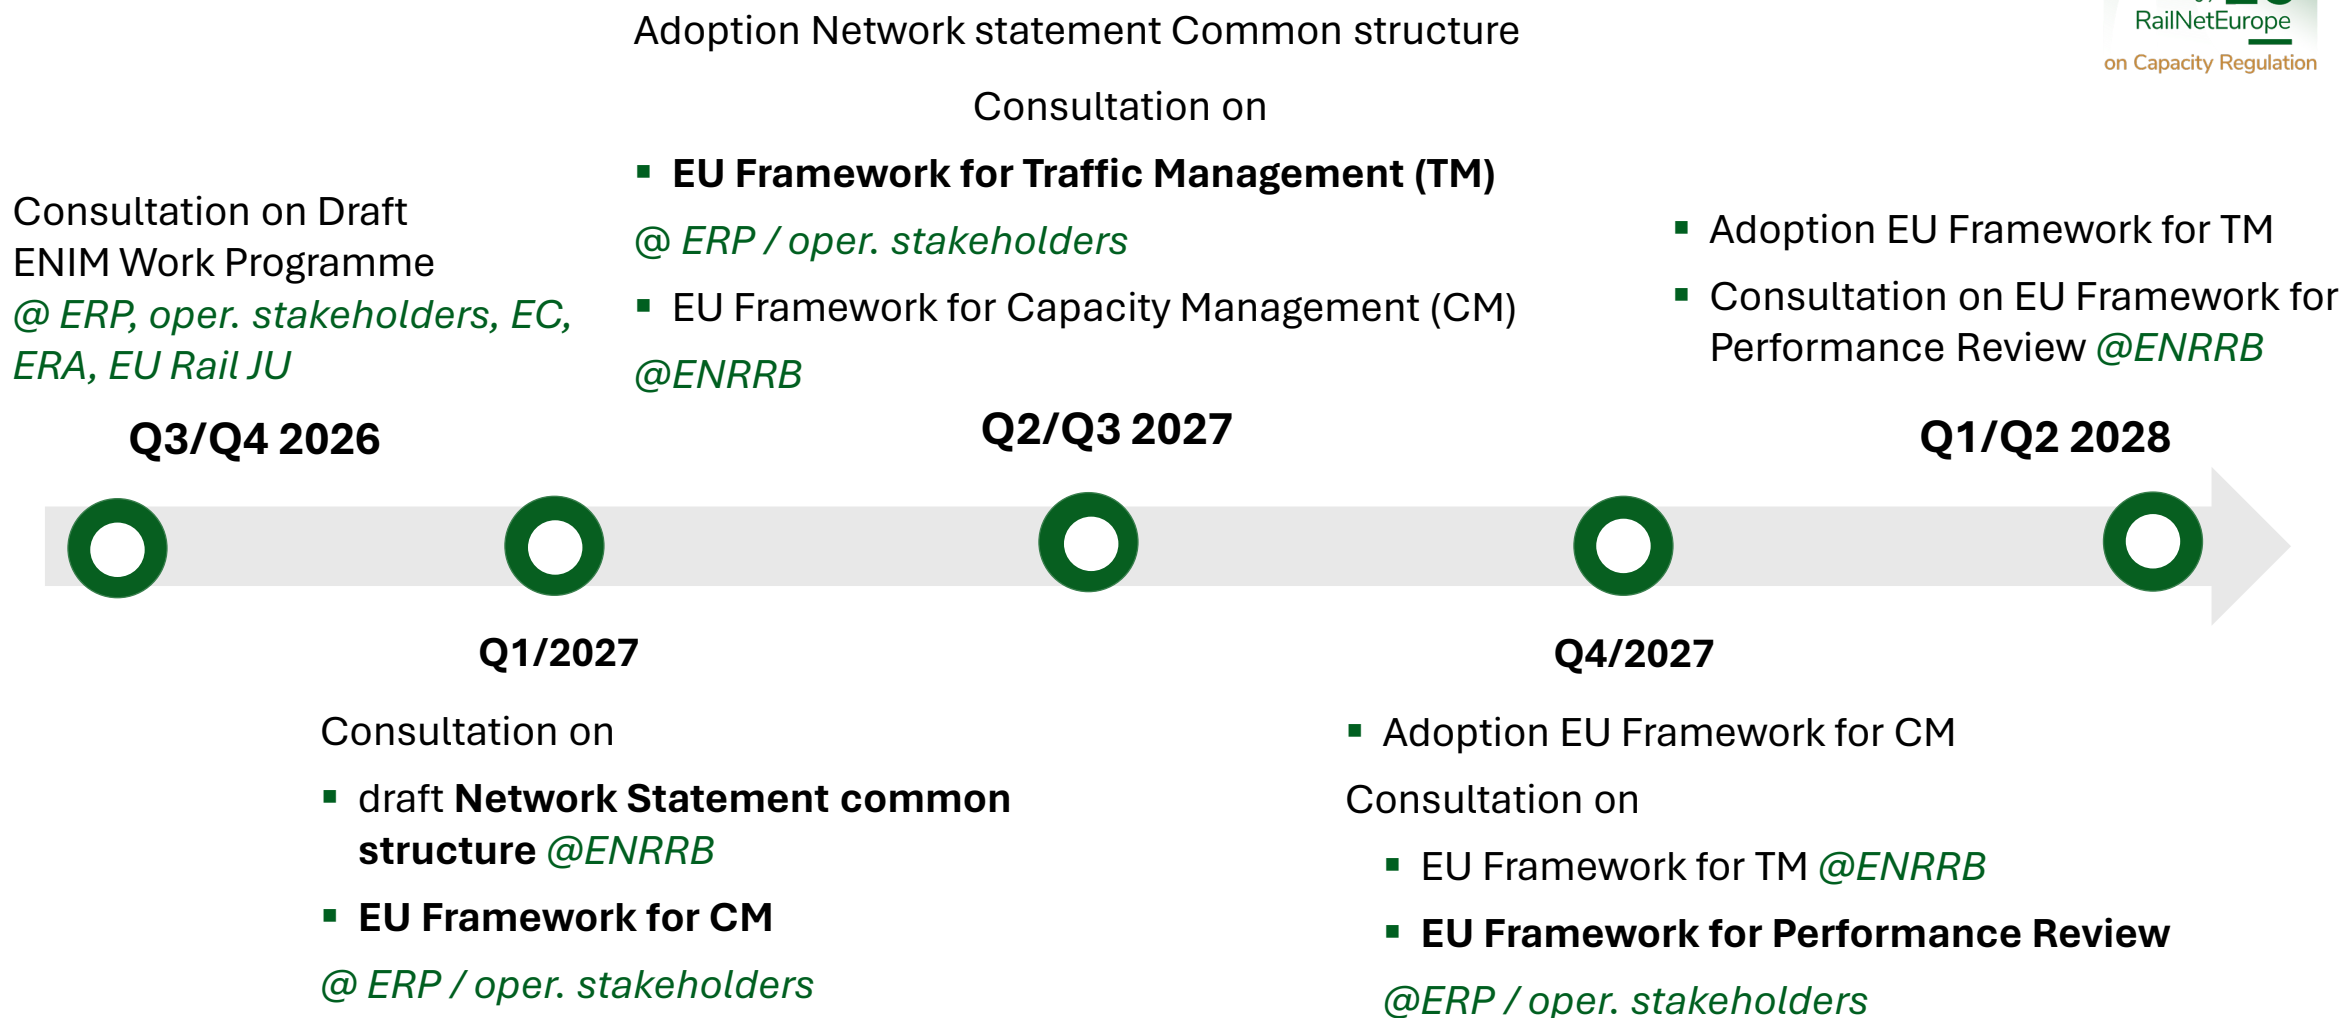 RailNetEurope
on Capacity Regulation
Adoption Network statement Common structure
Consultation on
▪ EU Framework for Traffic Management (TM)
@ ERP / oper. stakeholders
▪ EU Framework for Capacity Management (CM)
@ENRRB
Q2/Q3 2027
Consultation on Draft
ENIM Work Programme
@ ERP, oper. stakeholders, EC,
ERA, EU Rail JU
Q3/Q4 2026
▪ Adoption EU Framework for TM
▪ Consultation on EU Framework for
Performance Review @ENRRB
Q1/Q2 2028
Q1/2027
Consultation on
▪ draft Network Statement common
structure @ENRRB
▪ EU Framework for CM
@ ERP / oper. stakeholders
Q4/2027
▪ Adoption EU Framework for CM
Consultation on
▪ EU Framework for TM @ENRRB
▪ EU Framework for Performance Review
@ERP / oper. stakeholders